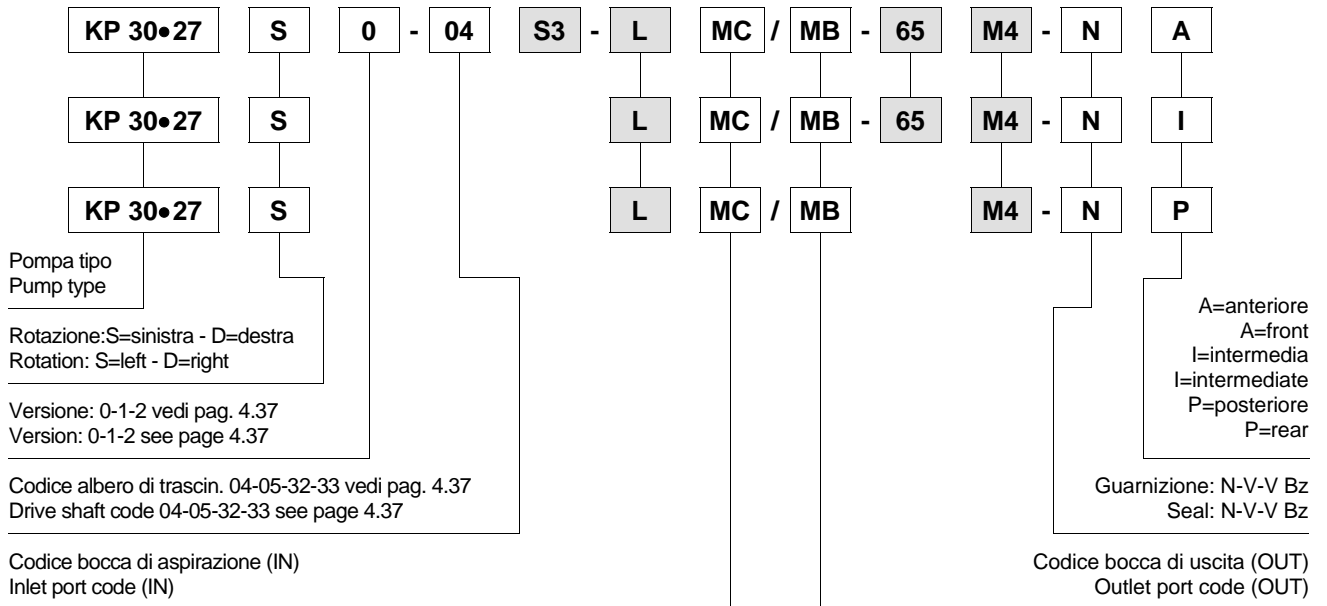 KP 30•27 S 0 - 04 S3 - L MC / MB - 65 M4 - N A
KP 30•27 S L MC / MB - 65 M4 - N I
KP 30•27 S L MC / MB M4 - N P
Pompa tipo
Pump type
Rotazione:S=sinistra - D=destra
Rotation: S=left - D=right
Versione: 0-1-2 vedi pag. 4.37
Version: 0-1-2 see page 4.37
Codice albero di trascin. 04-05-32-33 vedi pag. 4.37
Drive shaft code 04-05-32-33 see page 4.37
Codice bocca di aspirazione (IN)
Inlet port code (IN)
A=anteriore
A=front
I=intermedia
I=intermediate
P=posteriore
P=rear
Guarnizione: N-V-V Bz
Seal: N-V-V Bz
Codice bocca di uscita (OUT)
Outlet port code (OUT)